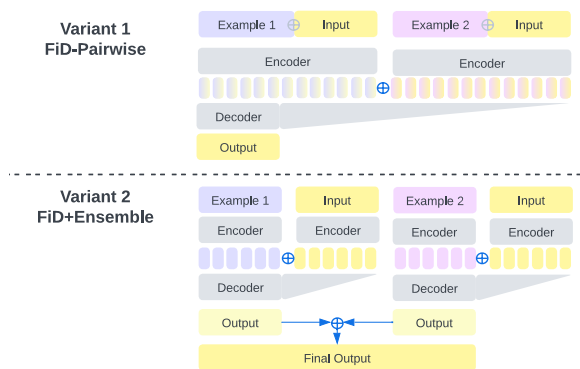 Variant 1
FiD-Pairwise
Example 1 ⊕ Input
Example 2 ⊕ Input
Encoder
Encoder
⊕
Decoder
Output
Variant 2
FiD+Ensemble
Example 1
Input
Example 2
Input
Encoder
Encoder
Encoder
Encoder
⊕
⊕
Decoder
Decoder
Output
⊕
Output
Final Output